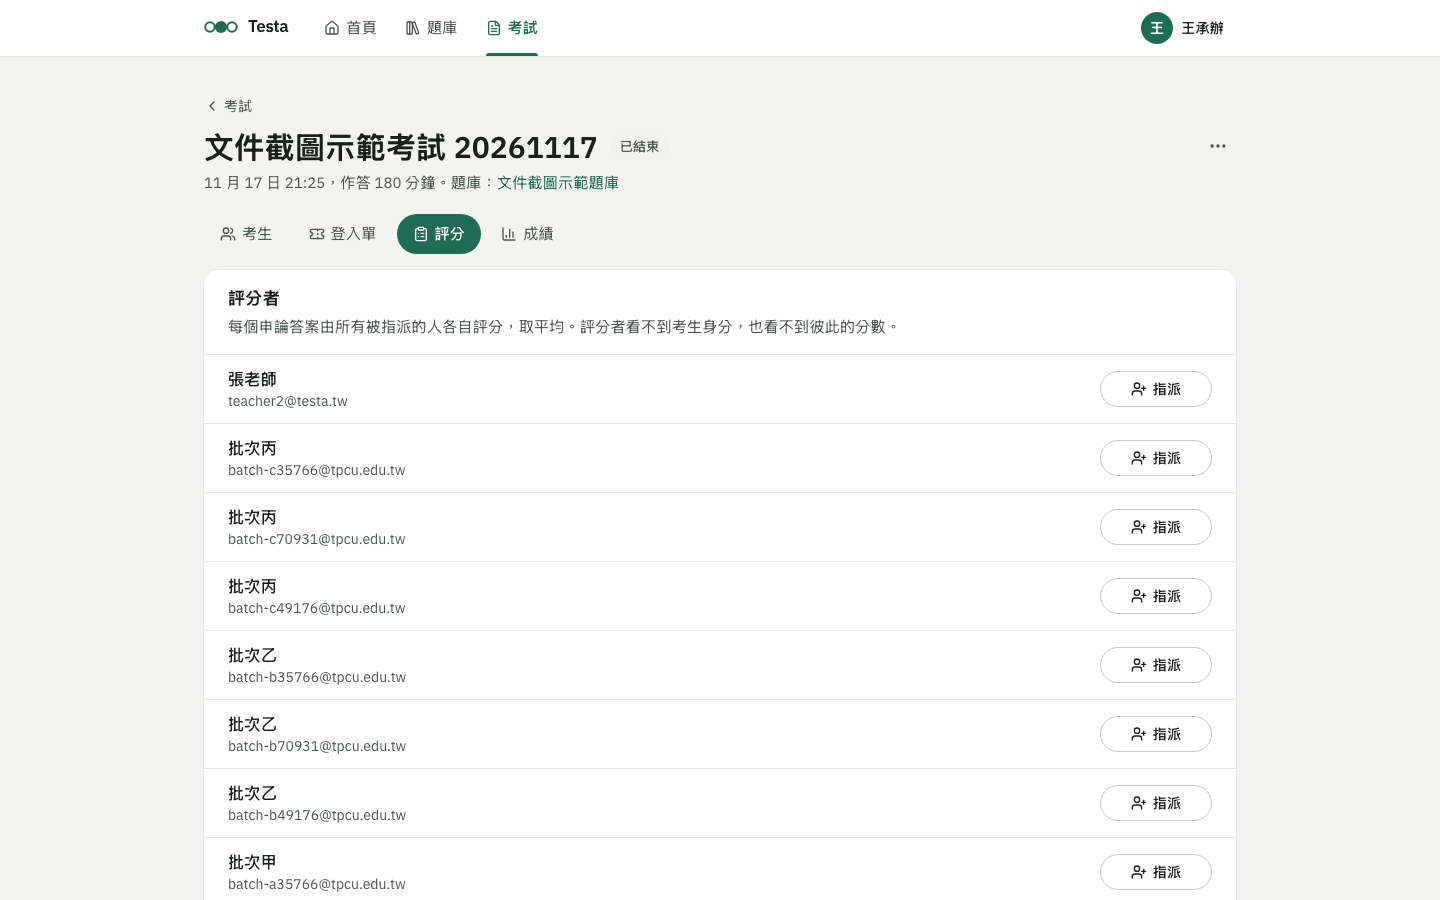 Testa
首頁
題庫
考試
王
王承辦
考試
文件截圖示範考試 20261117
已結束
11 月 17 日 21:25，作答 180 分鐘。題庫：文件截圖示範題庫
考生
登入單
評分
成績
評分者
每個申論答案由所有被指派的人各自評分，取平均。評分者看不到考生身分，也看不到彼此的分數。
張老師
teacher2@testa.tw
指派
批次丙
batch-c35766@tpcu.edu.tw
指派
批次丙
batch-c70931@tpcu.edu.tw
指派
批次丙
batch-c49176@tpcu.edu.tw
指派
批次乙
batch-b35766@tpcu.edu.tw
指派
批次乙
batch-b70931@tpcu.edu.tw
指派
批次乙
batch-b49176@tpcu.edu.tw
指派
批次甲
batch-a35766@tpcu.edu.tw
指派